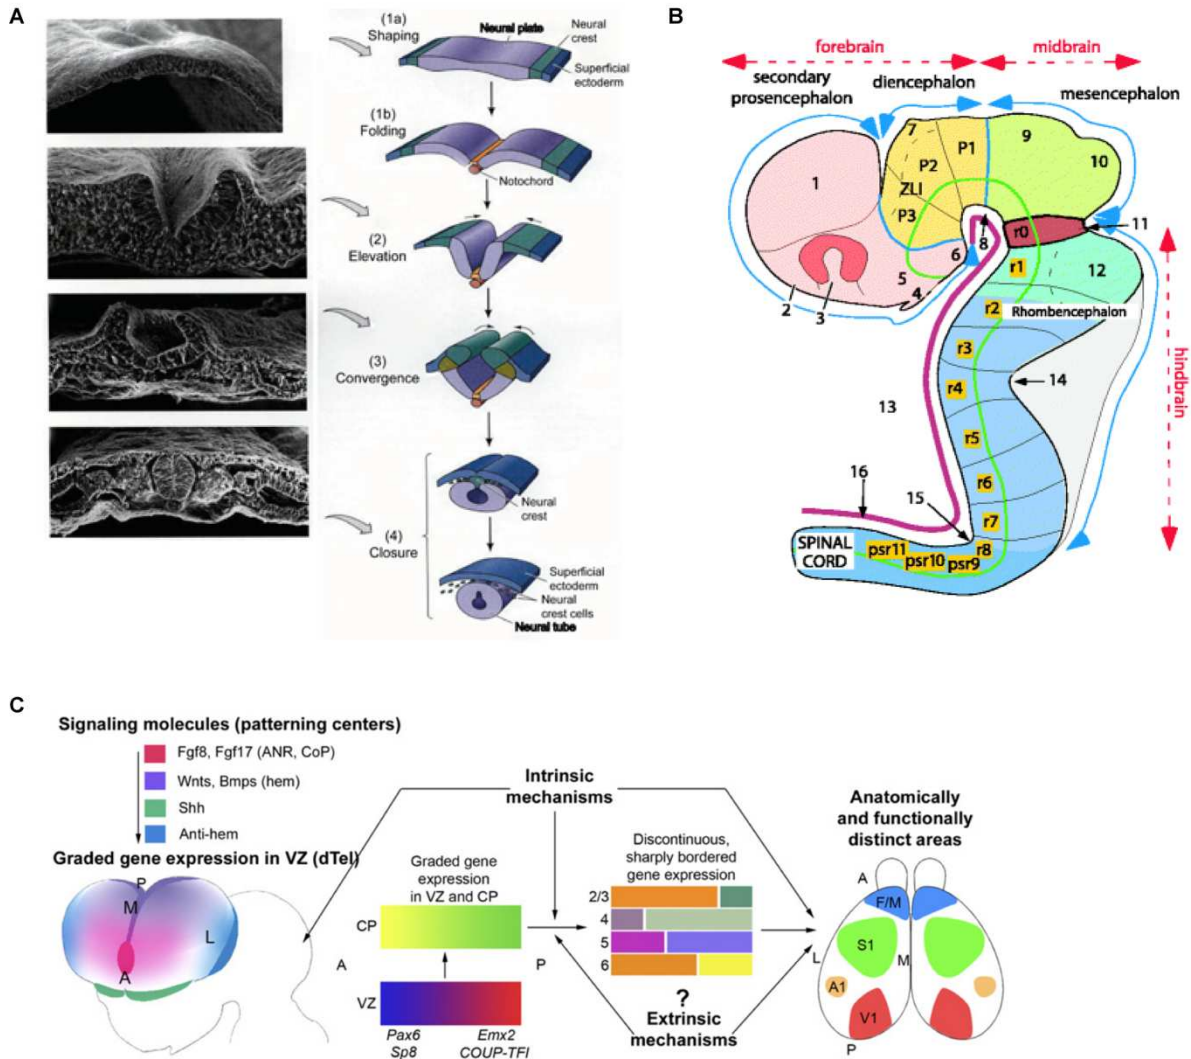 A
(1a)
Shaping
Neural plate
Neural
crest
Superficial
ectoderm
(1b)
Folding
Notochord
(2)
Elevation
(3)
Convergence
(4)
Closure
Neural
crest
Superficial
ectoderm
Neural
crest cells
Neural tube
B
forebrain
midbrain
secondary
prosencephalon
diencephalon
mesencephalon
7
P1
9
P2
10
1
ZLI
P3
r0
11
8
6
r1
12
5
2
3
4
r2
Rhombencephalon
r3
r4
14
13
hindbrain
r5
r6
16
15
r7
SPINAL
CORD
psr11
psr10
psr9
r8
C
Signaling molecules (patterning centers)
Fgf8, Fgf17 (ANR, CoP)
Wnts, Bmps (hem)
Shh
Anti-hem
Graded gene expression in VZ (dTel)
P
M
L
A
Intrinsic
mechanisms
Graded gene
expression
in VZ and CP
CP
A
P
VZ
Pax6
Sp8
Emx2
COUP-TFI
Discontinuous,
sharply bordered
gene expression
2/3
4
5
6
?
Extrinsic
mechanisms
Anatomically
and functionally
distinct areas
A
F/M
S1
L
M
A1
V1
P